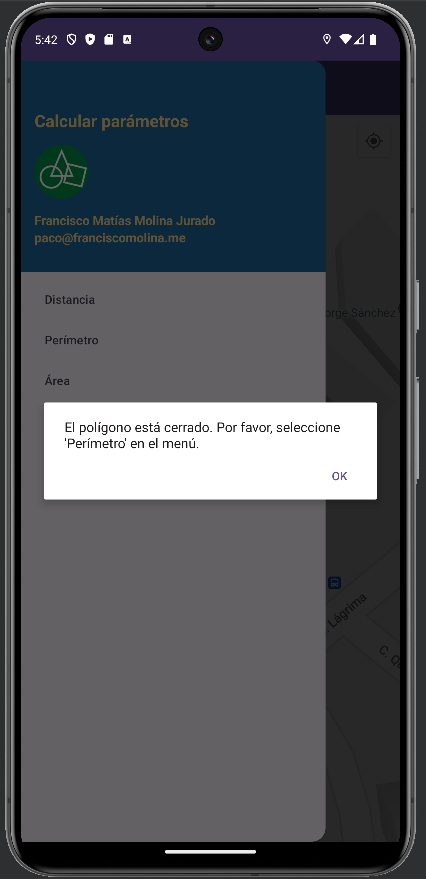 5:42
Calcular parámetros
Francisco Matías Molina Jurado
paco@franciscomolina.me
Distancia
Perímetro
Área
orge Sánchez
El polígono está cerrado. Por favor, seleccione
'Perímetro' en el menú.
OK
Lágrima
C. Q